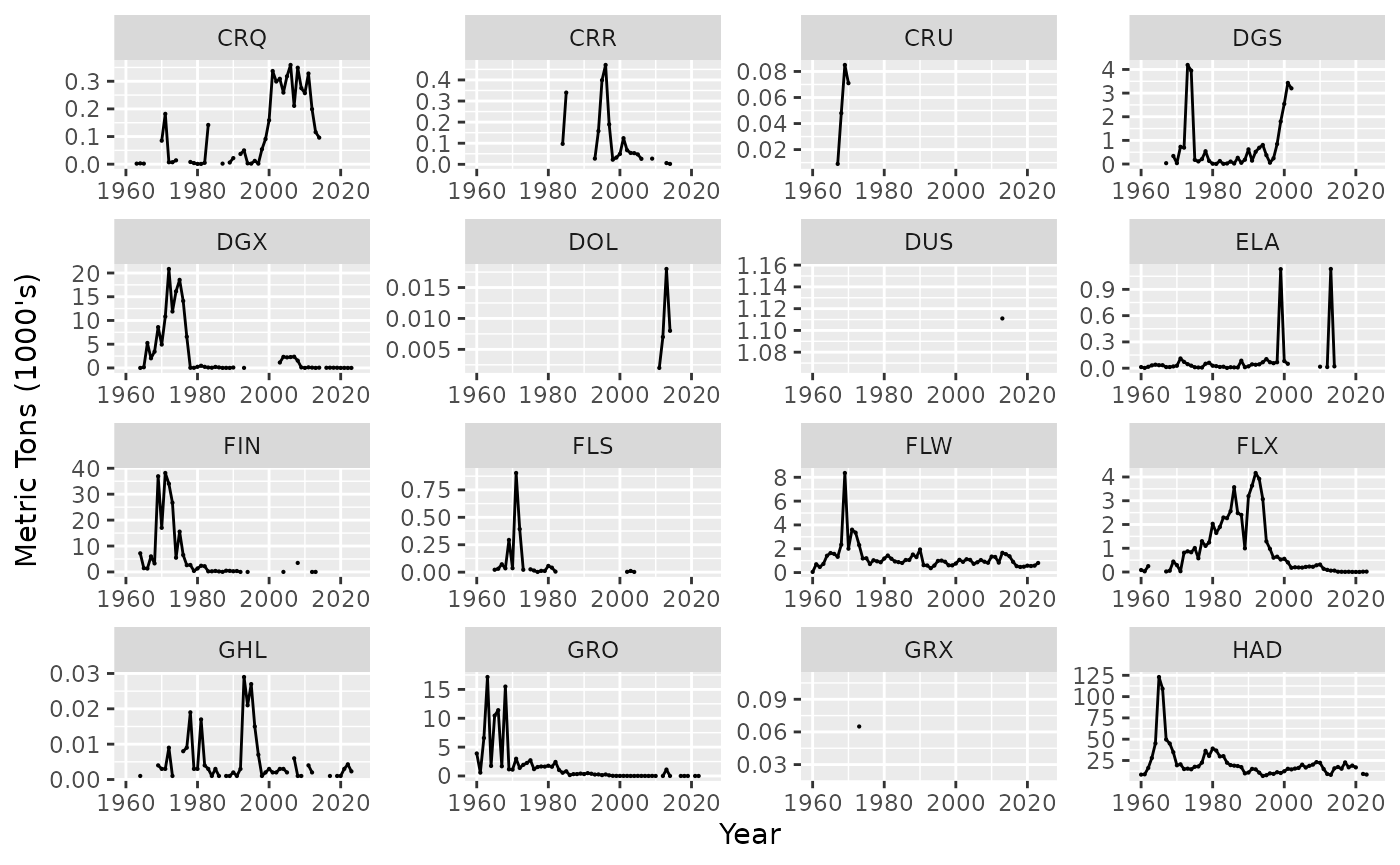 CRQ CRR CRU DGS
0.3 0.2 0.1 0.0
0.4 0.3 0.2 0.1 0.0
0.08 0.06 0.04 0.02
4 3 2 1 0
1960 1980 2000 2020 1960 1980 2000 2020 1960 1980 2000 2020 1960 1980 2000 2020
DGX DOL DUS ELA
20 15 10 5 0
0.015 0.010 0.005
1.16 1.14 1.12 1.10 1.08
0.9 0.6 0.3 0.0
1960 1980 2000 2020 1960 1980 2000 2020 1960 1980 2000 2020 1960 1980 2000 2020
Metric Tons (1000's)
FIN FLS FLW FLX
40 30 20 10 0
0.75 0.50 0.25 0.00
8 6 4 2 0
4 3 2 1 0
1960 1980 2000 2020 1960 1980 2000 2020 1960 1980 2000 2020 1960 1980 2000 2020
GHL GRO GRX HAD
0.03 0.02 0.01 0.00
15 10 5 0
0.09 0.06 0.03
125 100 75 50 25
1960 1980 2000 2020 1960 1980 2000 2020 1960 1980 2000 2020 1960 1980 2000 2020
Year